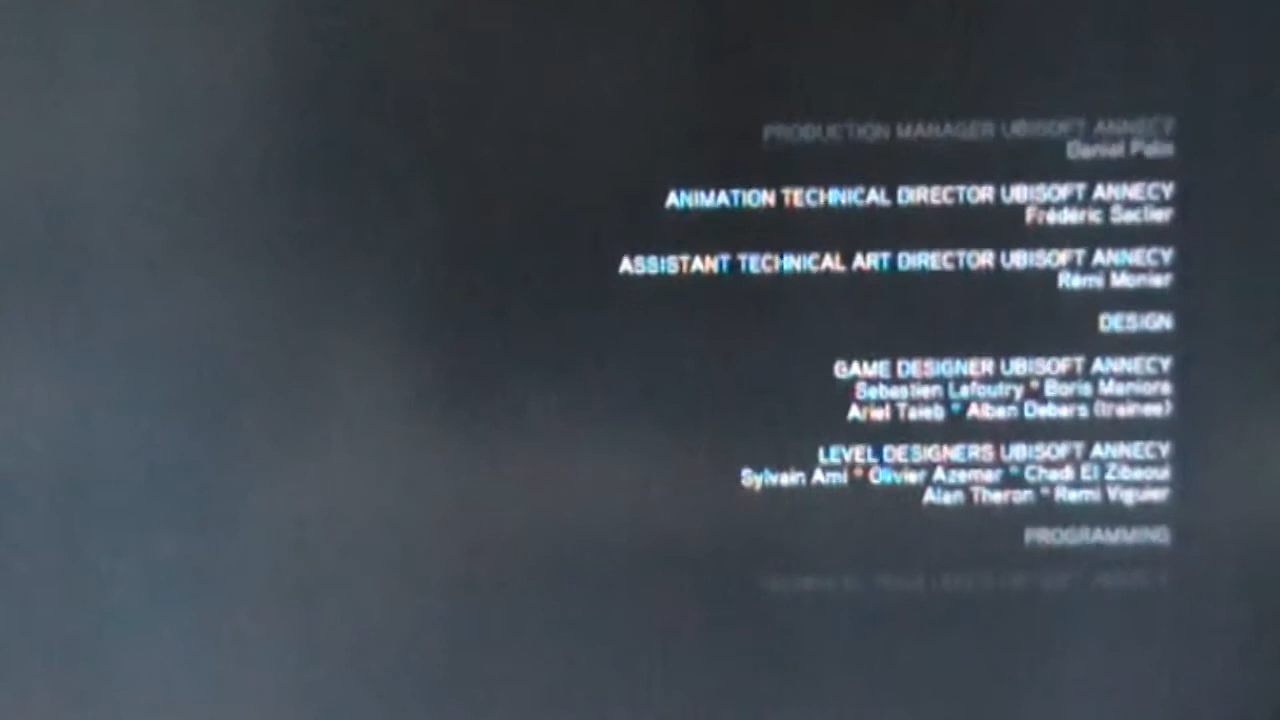 PRODUCTION MANAGER UBISOFT ANNECY
Daniel Palix
ANIMATION TECHNICAL DIRECTOR UBISOFT ANNECY
Frédéric Saclier
ASSISTANT TECHNICAL ART DIRECTOR UBISOFT ANNECY
Rémi Monier
DESIGN
GAME DESIGNER UBISOFT ANNECY
Sebastien Lafoutry * Boris Maniora
Ariel Taieb * Alban Debars (trainee)
LEVEL DESIGNERS UBISOFT ANNECY
Sylvain Ami * Olivier Azemar * Chadi El Zibaoui
Alan Theron * Remi Viguier
PROGRAMMING